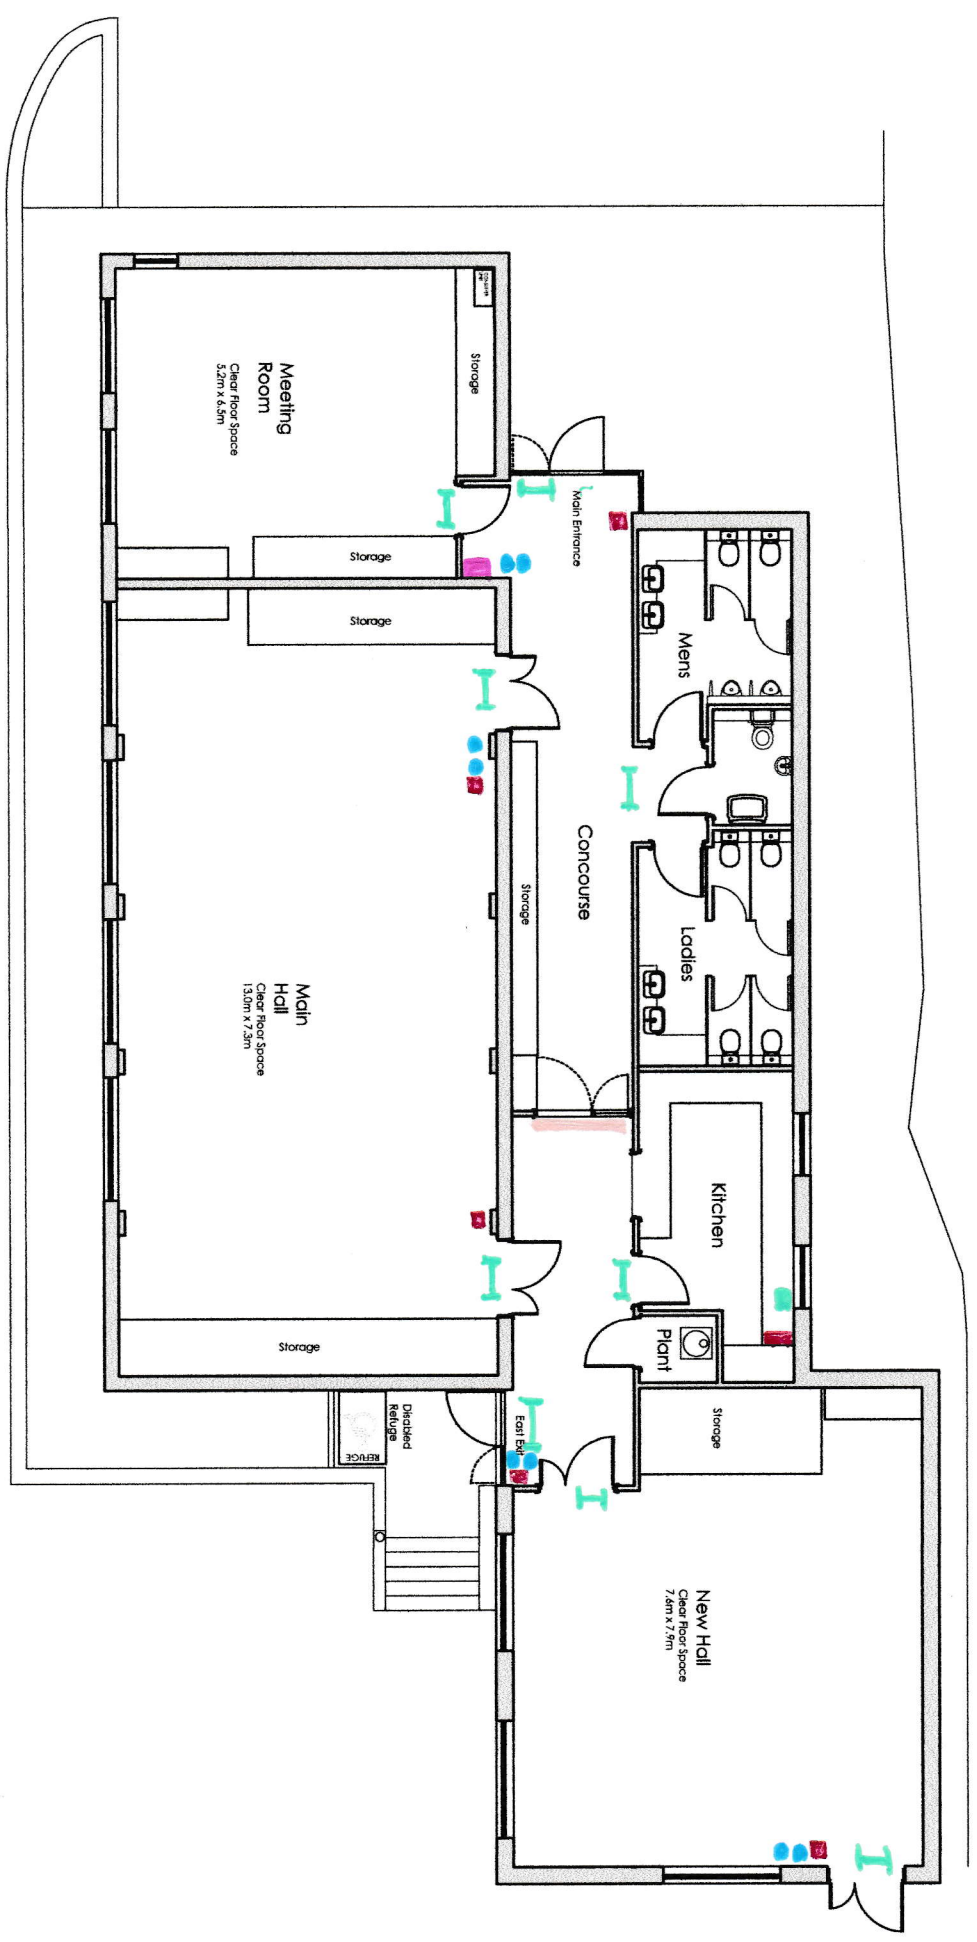 CONSUMER
UNIT
Storage
Meeting
Room
Clear Floor Space
5.2m x 6.5m
Main Entrance
Storage
Storage
Mens
Concourse
Storage
Ladies
Main
Hall
Clear Floor Space
13.0m x 7.3m
Kitchen
Storage
Plant
Disabled
Refuge
REFUGE
East Exit
Storage
New Hall
Clear Floor Space
7.6m x 7.9m